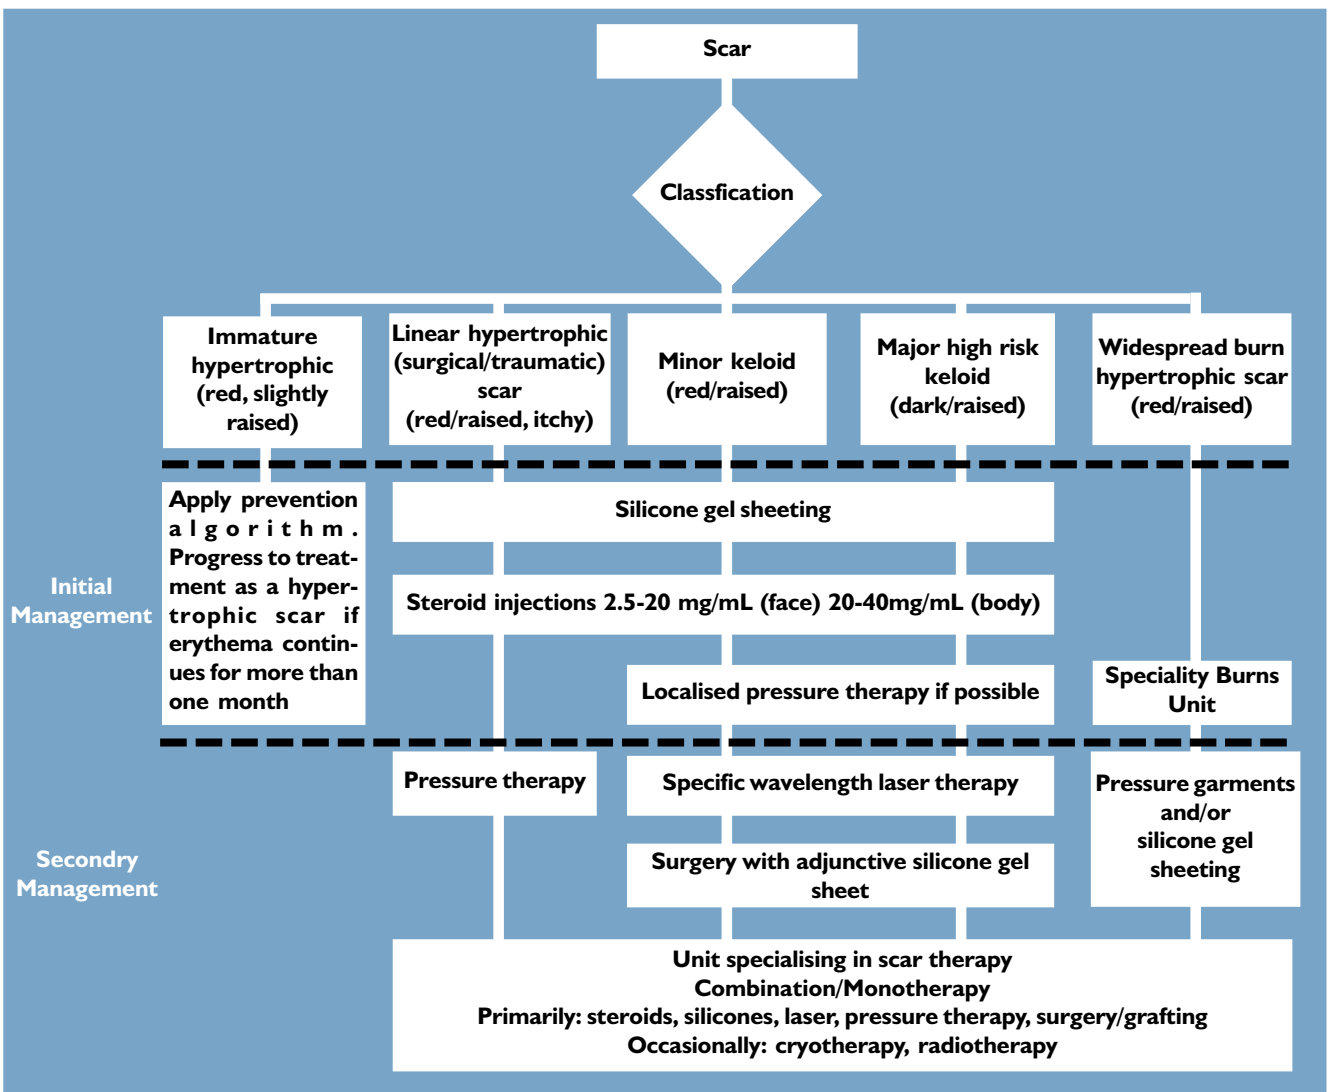 Scar
Classfication
Immature
hypertrophic
(red, slightly
raised)
Linear hypertrophic
(surgical/traumatic)
scar
(red/raised, itchy)
Minor keloid
(red/raised)
Major high risk
keloid
(dark/raised)
Widespread burn
hypertrophic scar
(red/raised)
Initial
Management
Apply prevention
algorithm.
Progress to treat-
ment as a hyper-
trophic scar if
erythema contin-
ues for more than
one month
Silicone gel sheeting
Steroid injections 2.5-20 mg/mL (face) 20-40mg/mL (body)
Localised pressure therapy if possible
Speciality Burns
Unit
Secondry
Management
Pressure therapy
Specific wavelength laser therapy
Surgery with adjunctive silicone gel
sheet
Pressure garments
and/or
silicone gel
sheeting
Unit specialising in scar therapy
Combination/Monotherapy
Primarily: steroids, silicones, laser, pressure therapy, surgery/grafting
Occasionally: cryotherapy, radiotherapy